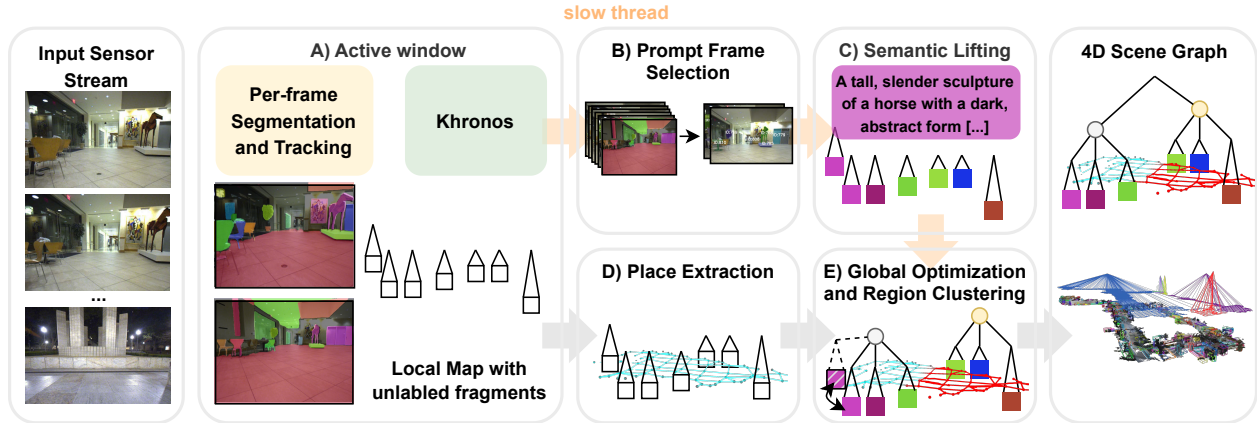 slow thread
Input Sensor
Stream
...
A) Active window
Per-frame
Segmentation
and Tracking
Khronos
Local Map with
unlabled fragments
B) Prompt Frame
Selection
C) Semantic Lifting
A tall, slender sculpture
of a horse with a dark,
abstract form [...]
D) Place Extraction
E) Global Optimization
and Region Clustering
4D Scene Graph